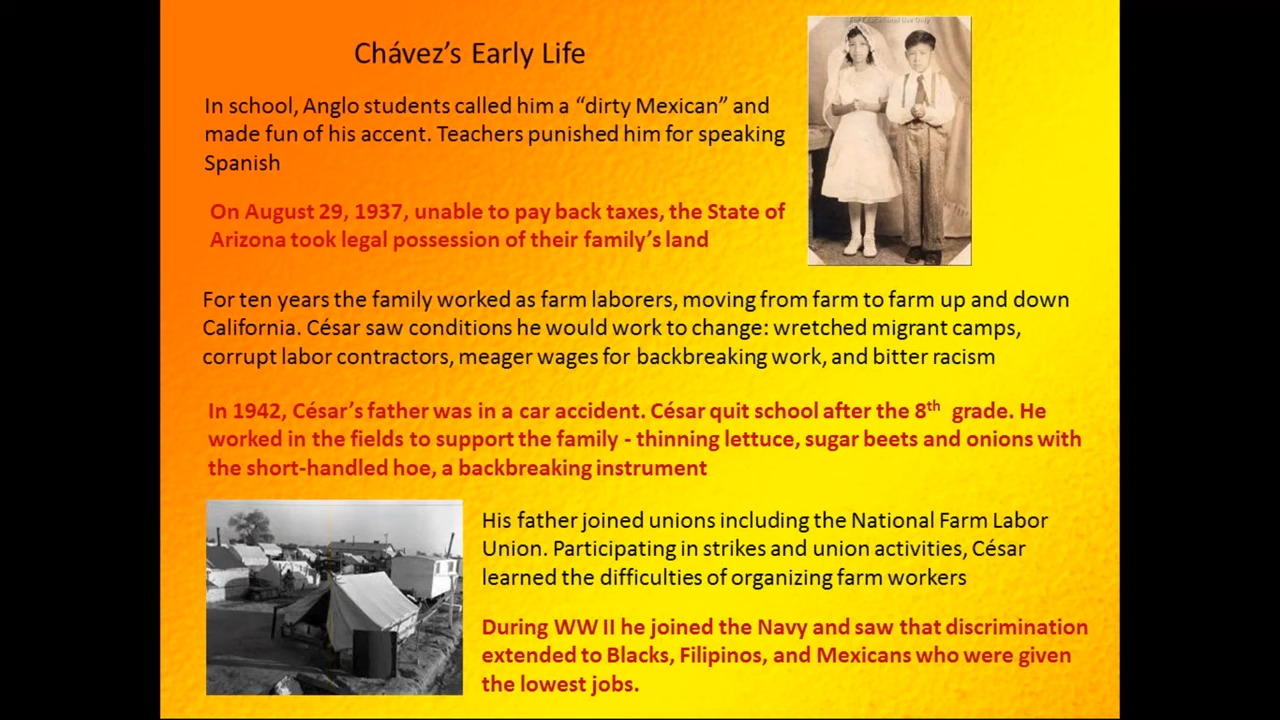 For Educational Use Only
Chávez’s Early Life
In school, Anglo students called him a “dirty Mexican” and
made fun of his accent. Teachers punished him for speaking
Spanish
On August 29, 1937, unable to pay back taxes, the State of
Arizona took legal possession of their family’s land
For ten years the family worked as farm laborers, moving from farm to farm up and down
California. César saw conditions he would work to change: wretched migrant camps,
corrupt labor contractors, meager wages for backbreaking work, and bitter racism
In 1942, César’s father was in a car accident. César quit school after the 8th grade. He
worked in the fields to support the family - thinning lettuce, sugar beets and onions with
the short-handled hoe, a backbreaking instrument
His father joined unions including the National Farm Labor
Union. Participating in strikes and union activities, César
learned the difficulties of organizing farm workers
During WW II he joined the Navy and saw that discrimination
extended to Blacks, Filipinos, and Mexicans who were given
the lowest jobs.